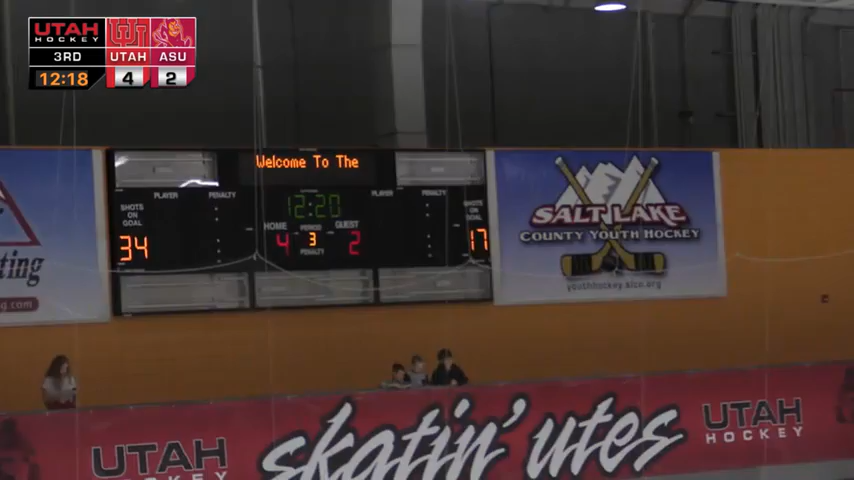 UTAH
HOCKEY
UTAH
ASU
3RD
12:18
4
2
Welcome To The
PLAYER
PENALTY
PLAYER
PENALTY
SHOTS
ON
GOAL
34
12:20
HOME
4
PERIOD
3
PENALTY
GUEST
2
SHOTS
ON
GOAL
17
SALT LAKE
COUNTY YOUTH HOCKEY
youthhockey.slco.org
ting
g.com
UTAH
HOCKEY
skatin' utes
UTAH
HOCKEY